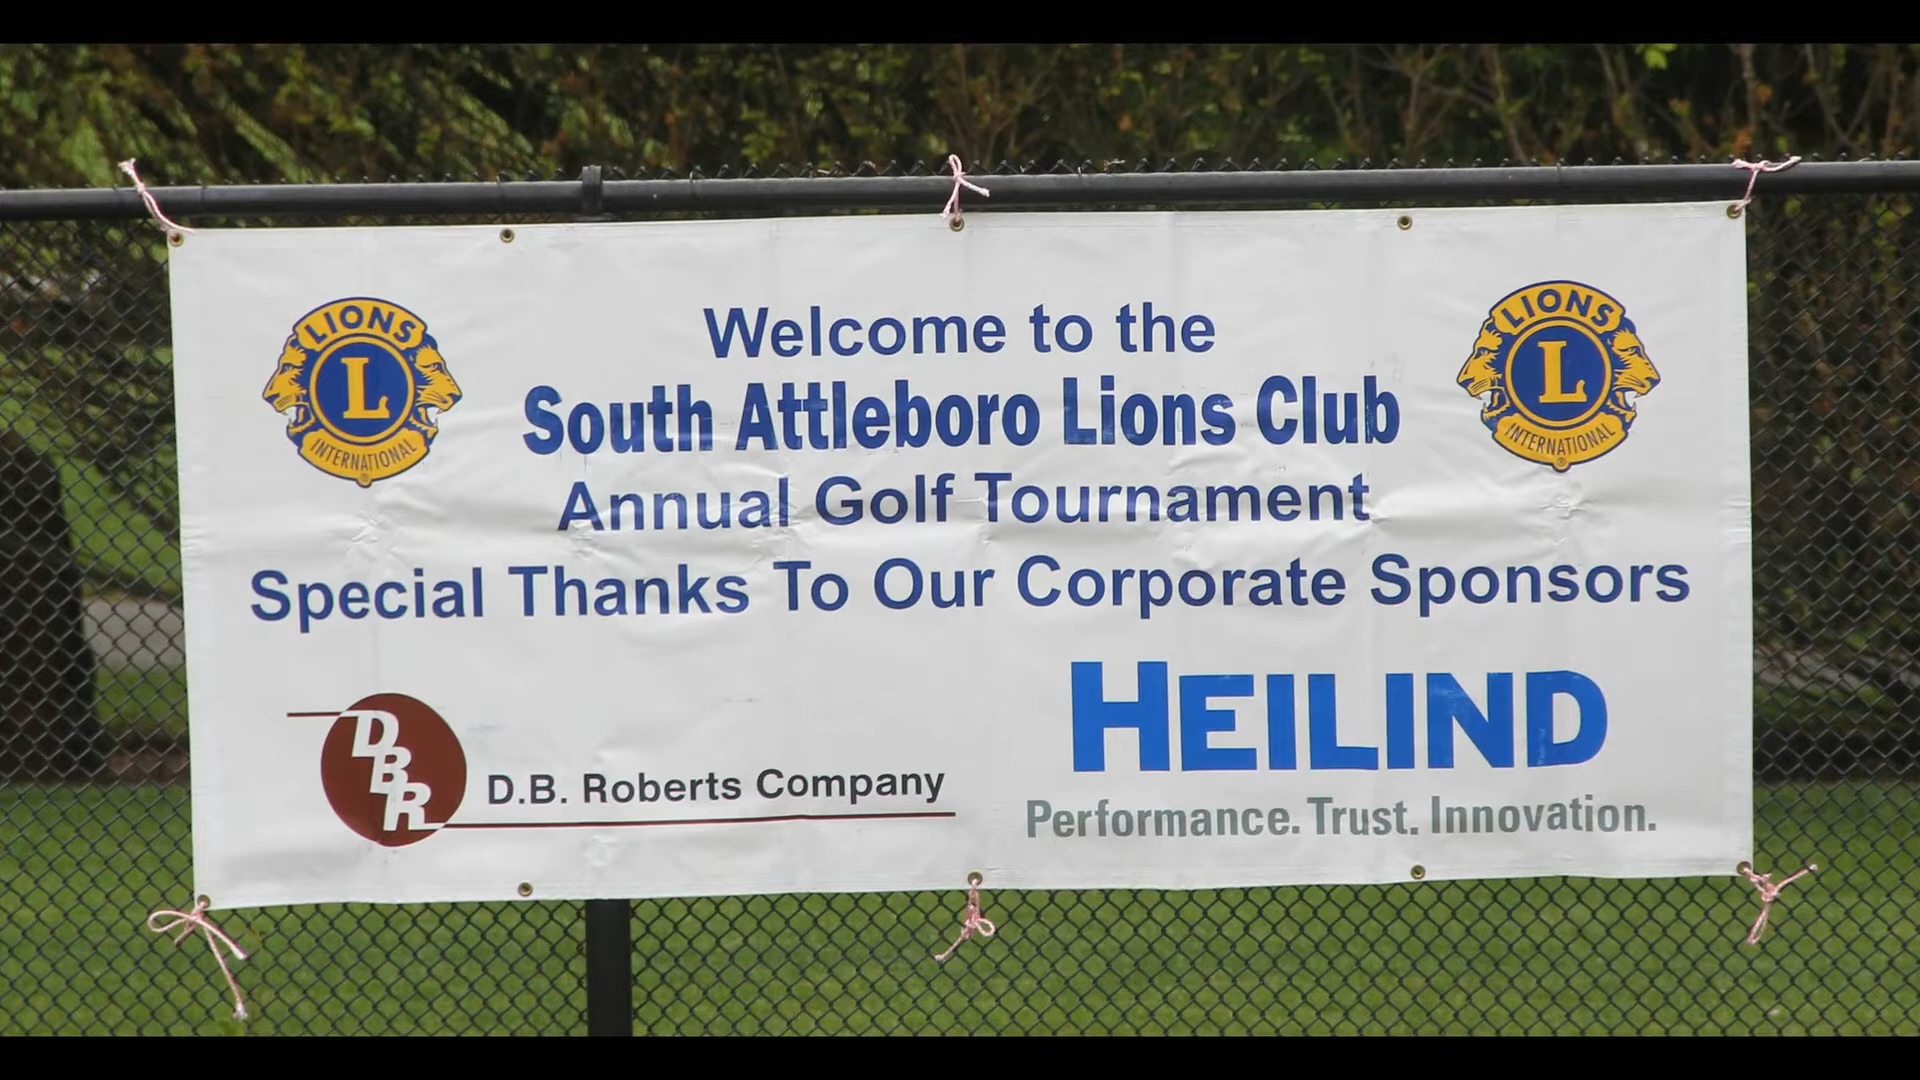 Welcome to the
South Attleboro Lions Club
Annual Golf Tournament
Special Thanks To Our Corporate Sponsors
LIONS
L
INTERNATIONAL
®
LIONS
L
INTERNATIONAL
®
DBR
D.B. Roberts Company
HEILIND
Performance. Trust. Innovation.